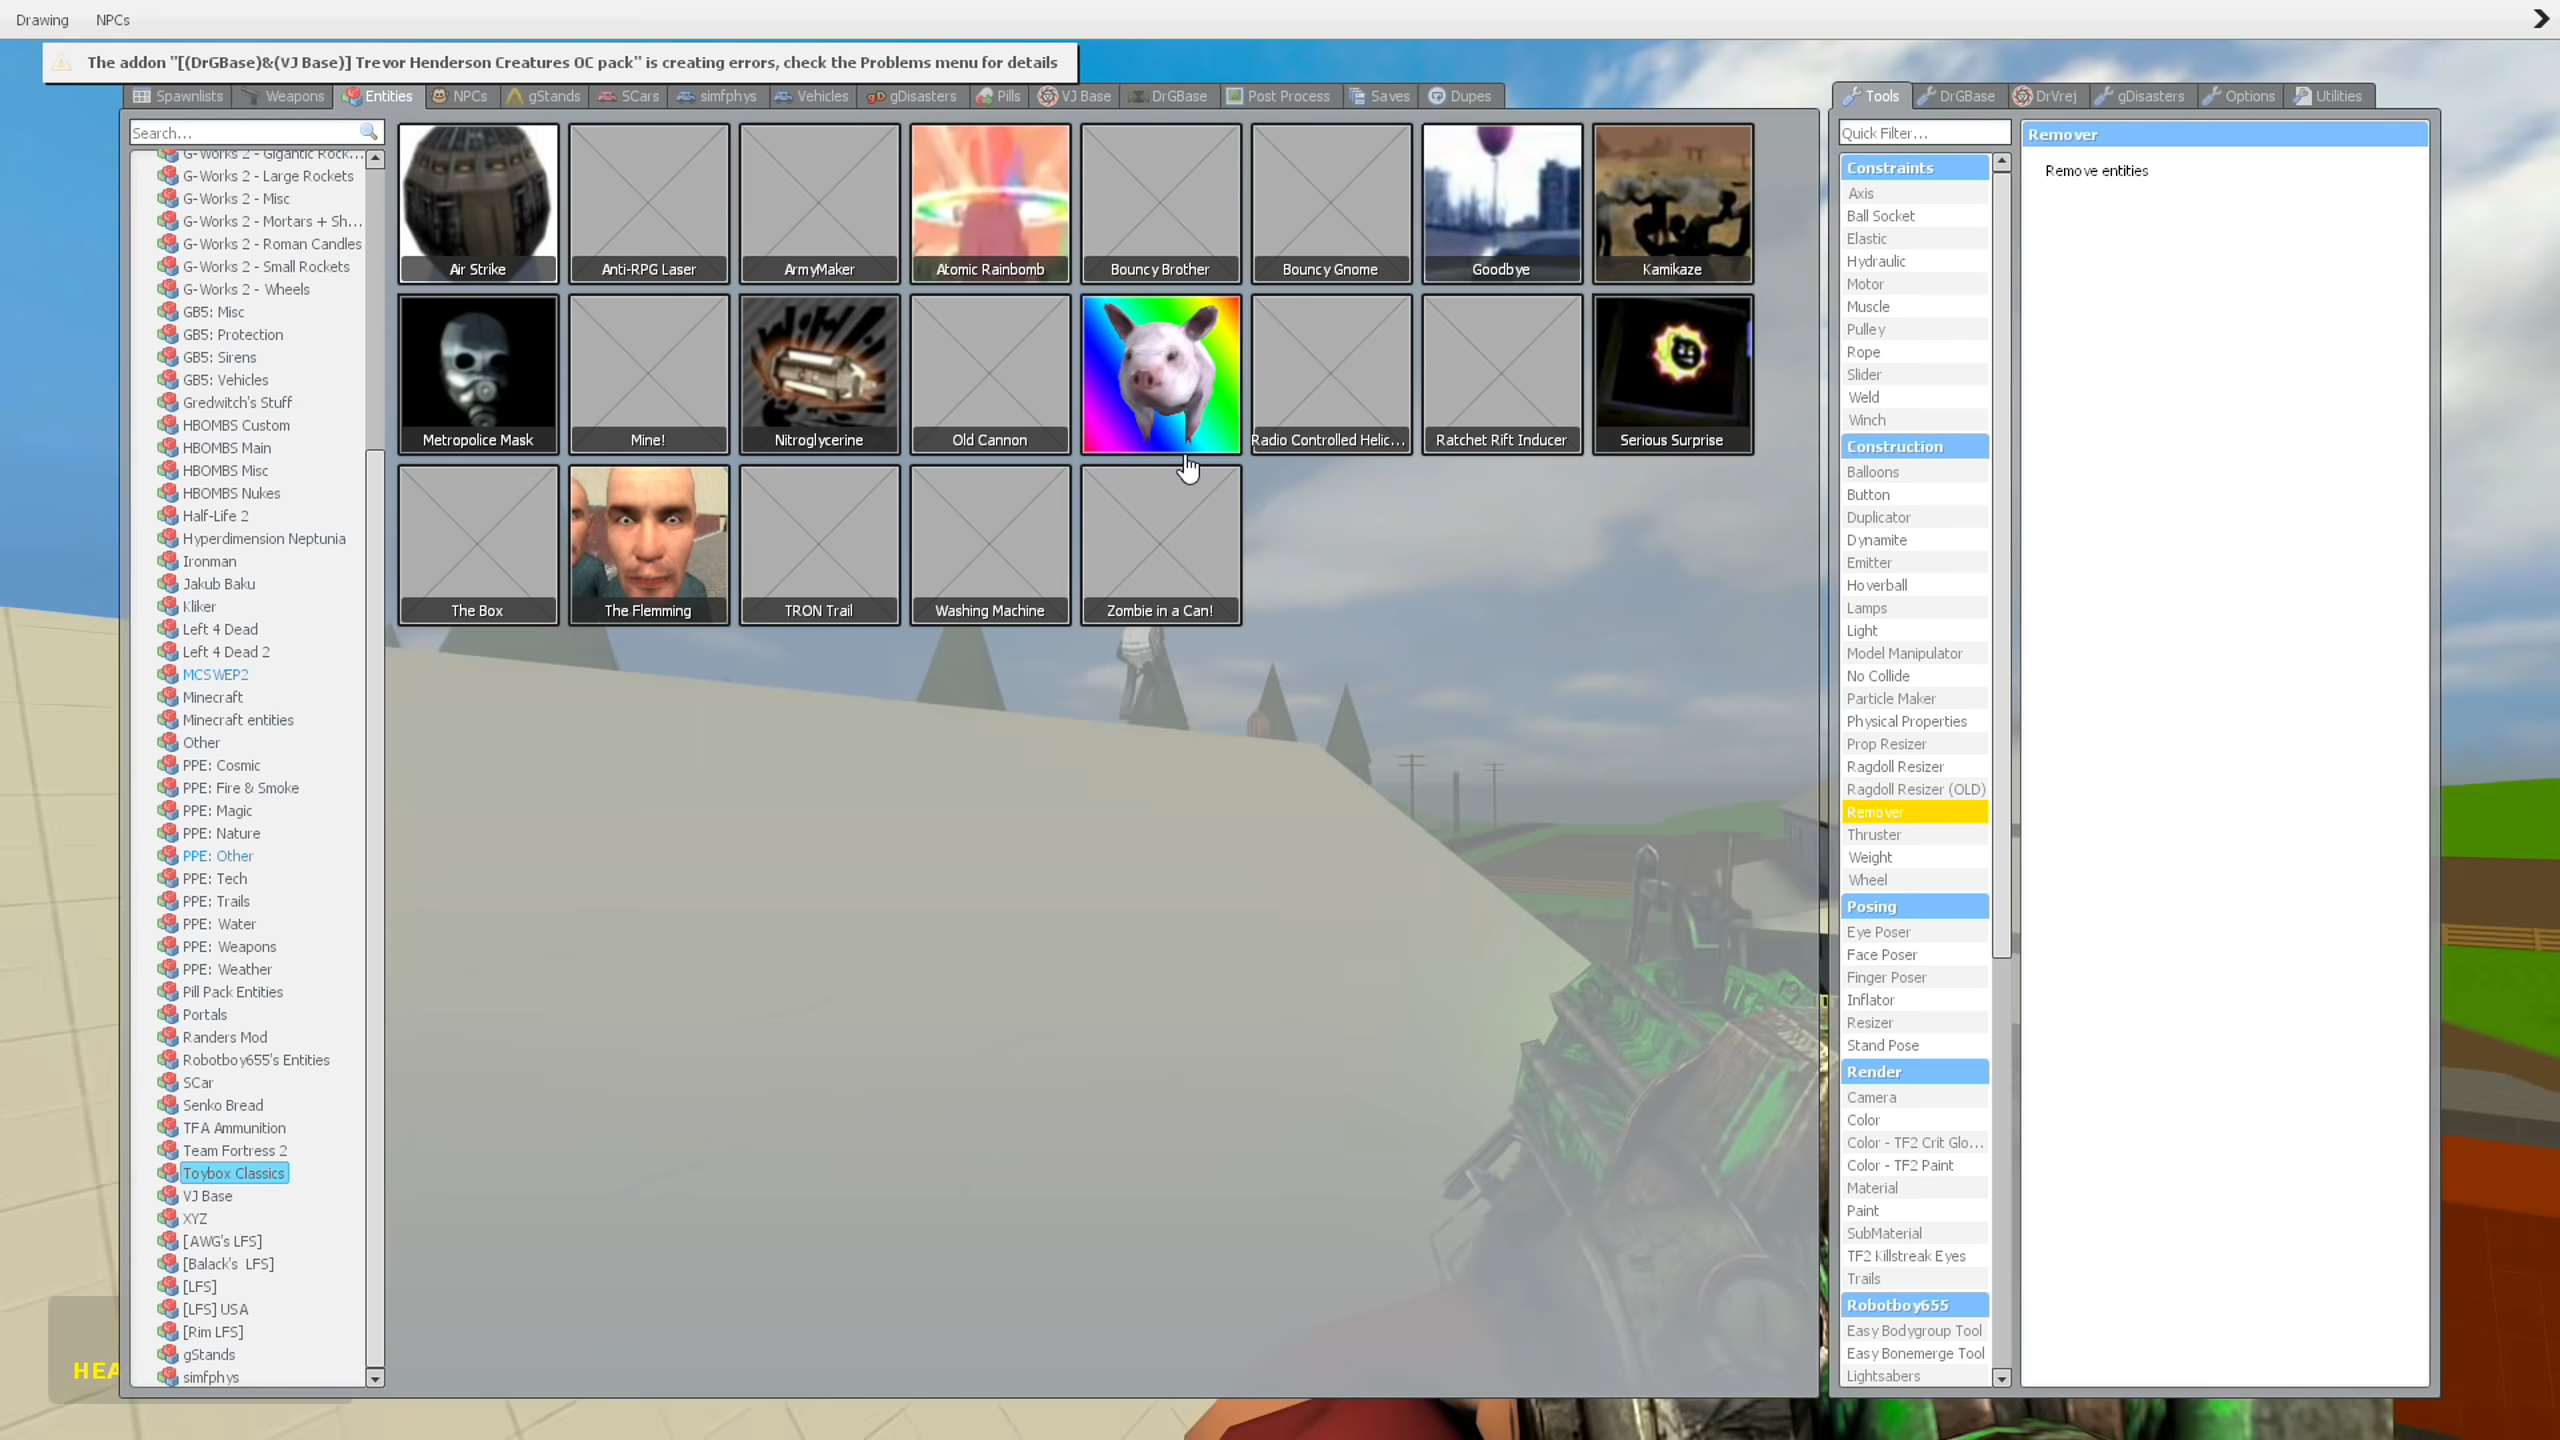 Drawing NPCs
The addon "[(DrGBase)&(VJ Base)] Trevor Henderson Creatures OC pack" is creating errors, check the Problems menu for details
Spawnlists Weapons Entities NPCs gStands SCars simfphys Vehicles gDisasters Pills VJ Base DrGBase Post Process Saves Dupes
Search...
G-Works 2 - Gigantic Rock...
G-Works 2 - Large Rockets
G-Works 2 - Misc
G-Works 2 - Mortars + Sh...
G-Works 2 - Roman Candles
G-Works 2 - Small Rockets
G-Works 2 - Wheels
GB5: Misc
GB5: Protection
GB5: Sirens
GB5: Vehicles
Gredwitch's Stuff
HBOMBS Custom
HBOMBS Main
HBOMBS Misc
HBOMBS Nukes
Half-Life 2
Hyperdimension Neptunia
Ironman
Jakub Baku
Kliker
Left 4 Dead
Left 4 Dead 2
MCSWEP2
Minecraft
Minecraft entities
Other
PPE: Cosmic
PPE: Fire & Smoke
PPE: Magic
PPE: Nature
PPE: Other
PPE: Tech
PPE: Trails
PPE: Water
PPE: Weapons
PPE: Weather
Pill Pack Entities
Portals
Randers Mod
Robotboy655's Entities
SCar
Senko Bread
TFA Ammunition
Team Fortress 2
Toybox Classics
VJ Base
XYZ
[AWG's LFS]
[Balack's LFS]
[LFS]
[LFS] USA
[Rim LFS]
gStands
simfphys
HEA
Air Strike Anti-RPG Laser ArmyMaker Atomic Rainbomb Bouncy Brother Bouncy Gnome Goodbye Kamikaze
Metropolice Mask Mine! Nitroglycerine Old Cannon Radio Controlled Helic... Ratchet Rift Inducer Serious Surprise
The Box The Flemming TRON Trail Washing Machine Zombie in a Can!
Tools DrGBase DrVrej gDisasters Options Utilities
Quick Filter...
Constraints
Axis
Ball Socket
Elastic
Hydraulic
Motor
Muscle
Pulley
Rope
Slider
Weld
Winch
Construction
Balloons
Button
Duplicator
Dynamite
Emitter
Hoverball
Lamps
Light
Model Manipulator
No Collide
Particle Maker
Physical Properties
Prop Resizer
Ragdoll Resizer
Ragdoll Resizer (OLD)
Remover
Thruster
Weight
Wheel
Posing
Eye Poser
Face Poser
Finger Poser
Inflator
Resizer
Stand Pose
Render
Camera
Color
Color - TF2 Crit Glo...
Color - TF2 Paint
Material
Paint
SubMaterial
TF2 Killstreak Eyes
Trails
Robotboy655
Easy Bodygroup Tool
Easy Bonemerge Tool
Lightsabers
Remover
Remove entities